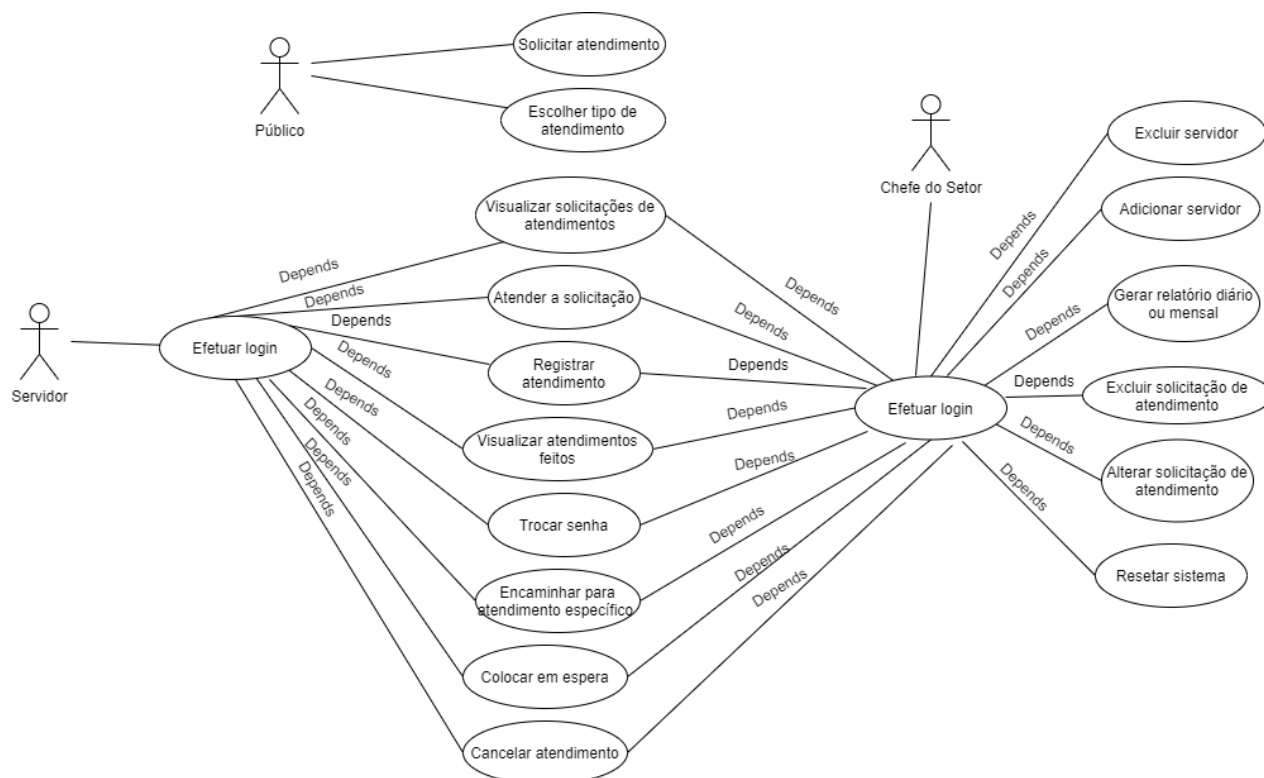 Solicitar atendimento
Público
Escolher tipo de
atendimento
Chefe do Setor
Excluir servidor
Adicionar servidor
Gerar relatório diário
ou mensal
Excluir solicitação de
atendimento
Alterar solicitação de
atendimento
Resetar sistema
Depends
Depends
Depends
Depends
Depends
Depends
Efetuar login
Visualizar solicitações de
atendimentos
Atender a solicitação
Registrar
atendimento
Visualizar atendimentos
feitos
Trocar senha
Encaminhar para
atendimento específico
Colocar em espera
Cancelar atendimento
Depends
Depends
Depends
Depends
Depends
Depends
Depends
Depends
Servidor
Efetuar login
Depends
Depends
Depends
Depends
Depends
Depends
Depends
Depends